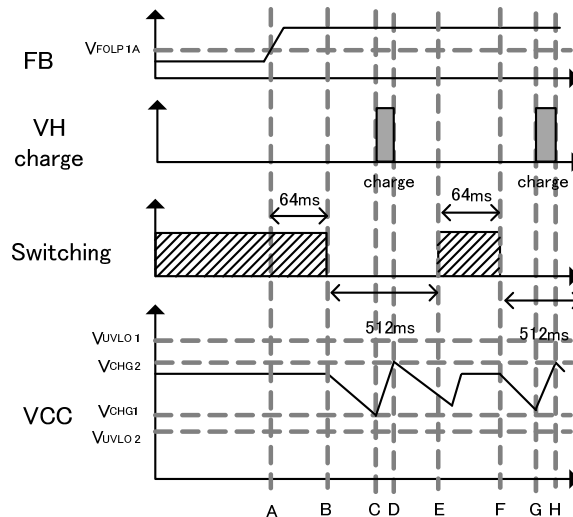 FB
VFOLP1A
VH
charge
charge
charge
64ms
64ms
Switching
512ms
512ms
VUVLO1
VCHG2
VCC
VCHG1
VUVLO2
A B C D E F G H